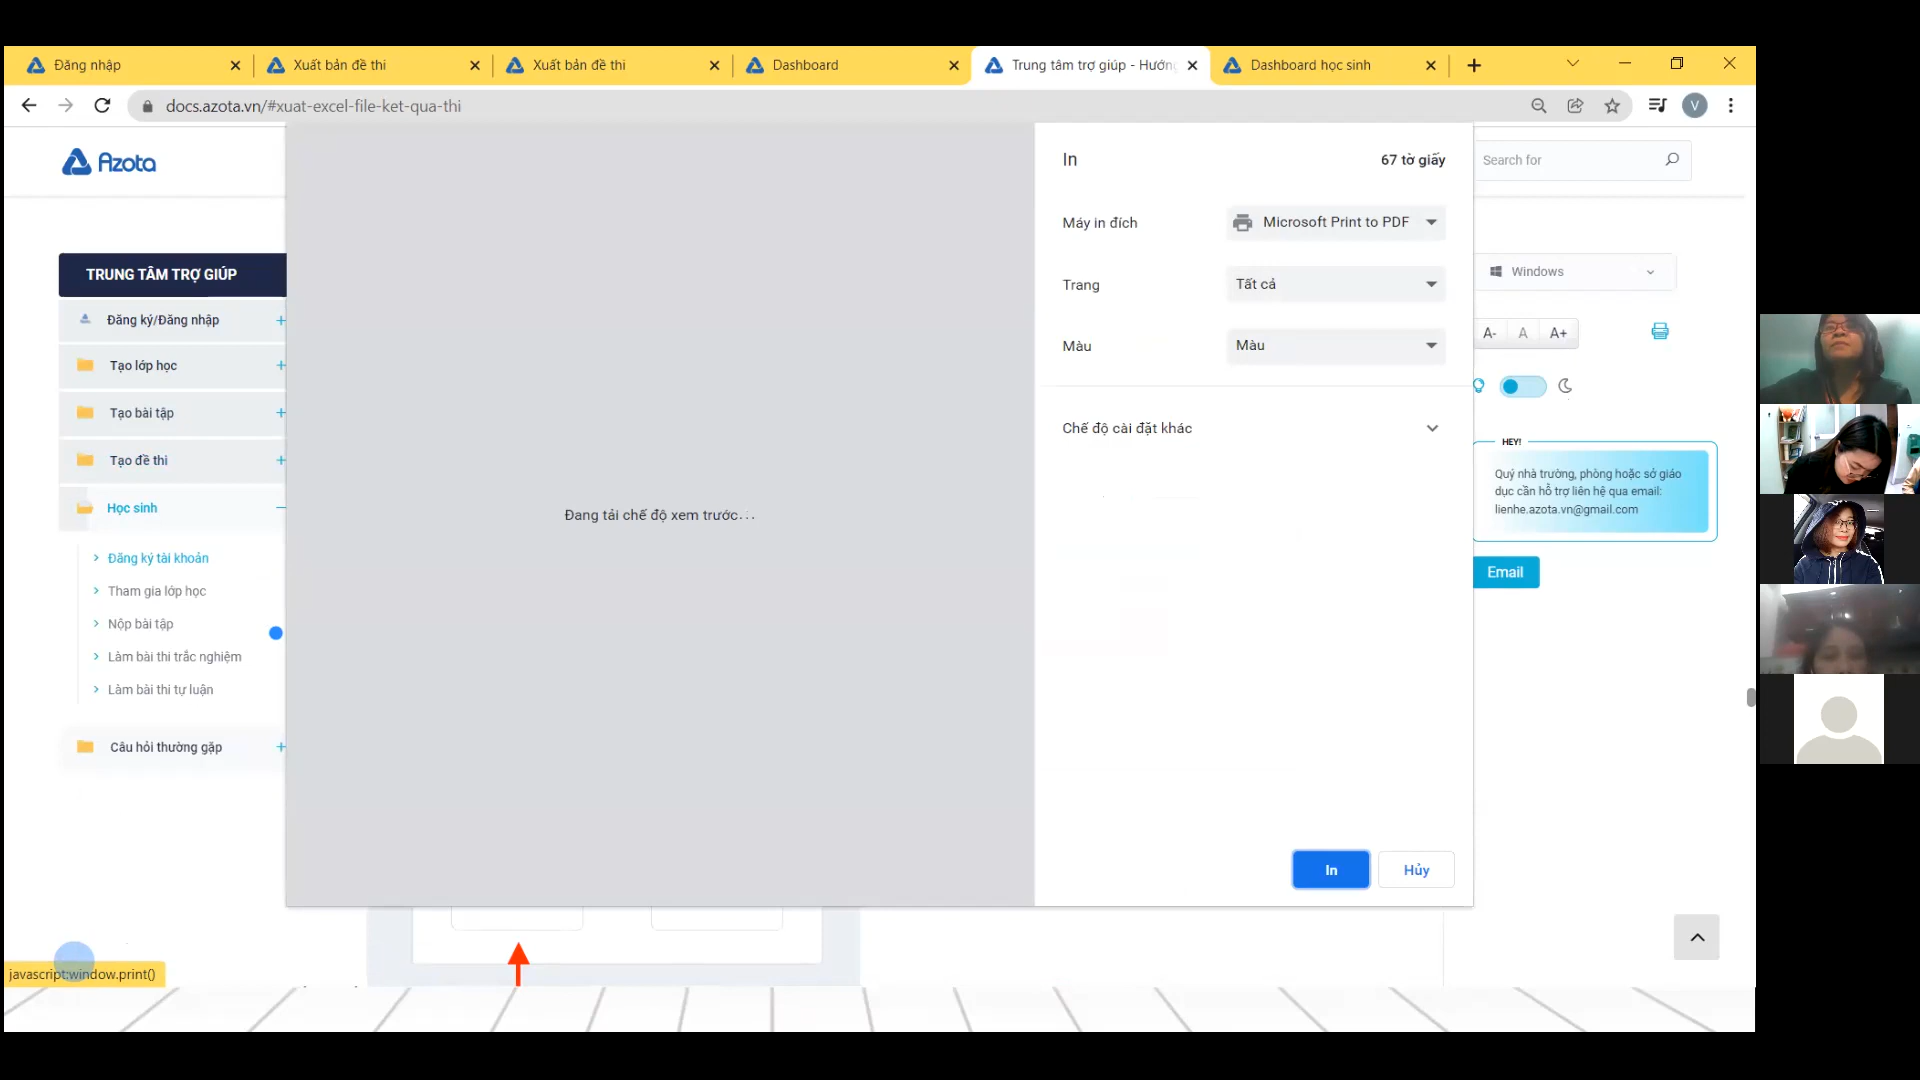 Đăng nhập
Xuất bản đề thi
Xuất bản đề thi
Dashboard
Trung tâm trợ giúp - Hướng
Dashboard học sinh
docs.azota.vn/#xuat-excel-file-ket-qua-thi
V
Azota
Search for
In
67 tờ giấy
Máy in đích
Microsoft Print to PDF
Trang
Tất cả
Màu
Màu
Chế độ cài đặt khác
Đang tải chế độ xem trước...
In
Hủy
TRUNG TÂM TRỢ GIÚP
Đăng ký/Đăng nhập
Tạo lớp học
Tạo bài tập
Tạo đề thi
Học sinh
Đăng ký tài khoản
Tham gia lớp học
Nộp bài tập
Làm bài thi trắc nghiệm
Làm bài thi tự luận
Câu hỏi thường gặp
Windows
A- A A+
HEY!
Quý nhà trường, phòng hoặc sở giáo
dục cần hỗ trợ liên hệ qua email:
lienhe.azota.vn@gmail.com
Email
javascript:window.print()